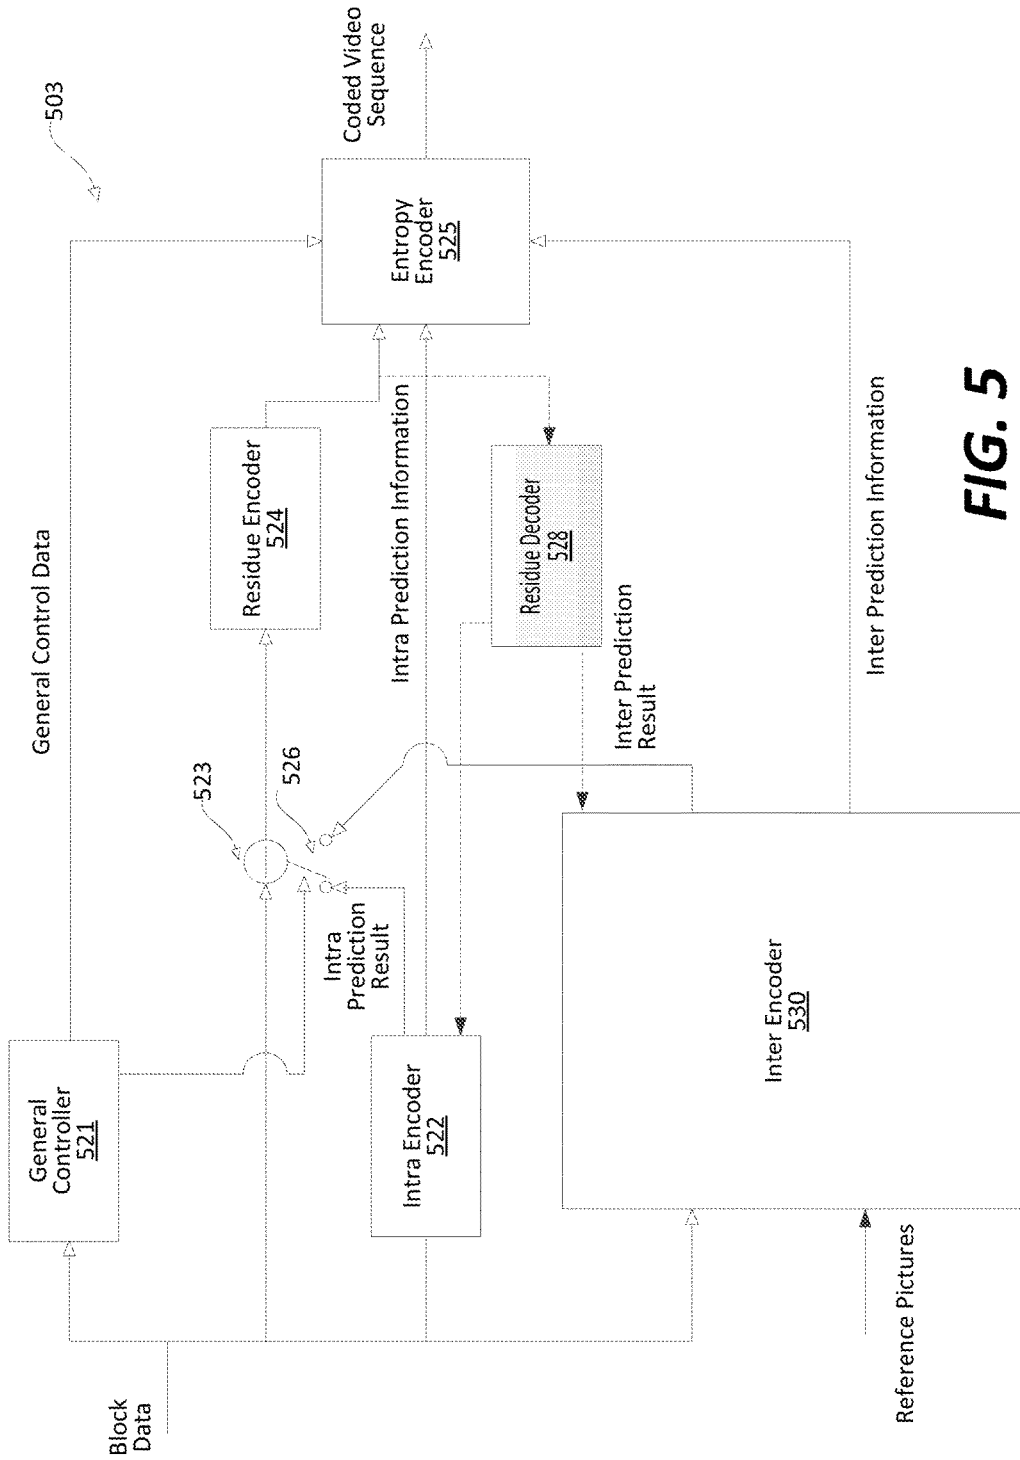 503
General Control Data
Coded Video
Sequence
General
Controller
521
523
526
Residue Encoder
524
Entropy
Encoder
525
Block
Data
Intra
Prediction
Result
Intra Prediction Information
Intra Encoder
522
Residue Decoder
528
Inter Prediction
Result
Inter Encoder
530
Inter Prediction Information
Reference Pictures
FIG. 5